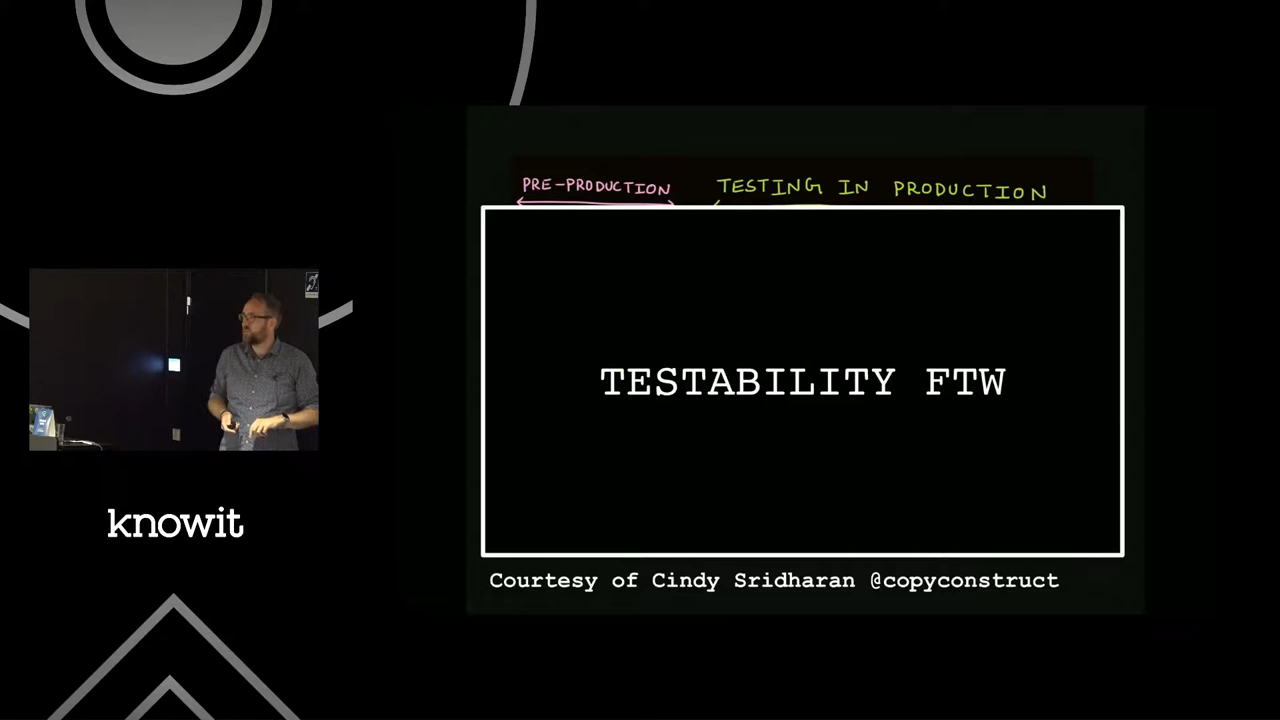 PRE-PRODUCTION
TESTING IN PRODUCTION
TESTABILITY FTW
Courtesy of Cindy Sridharan @copyconstruct
knowit